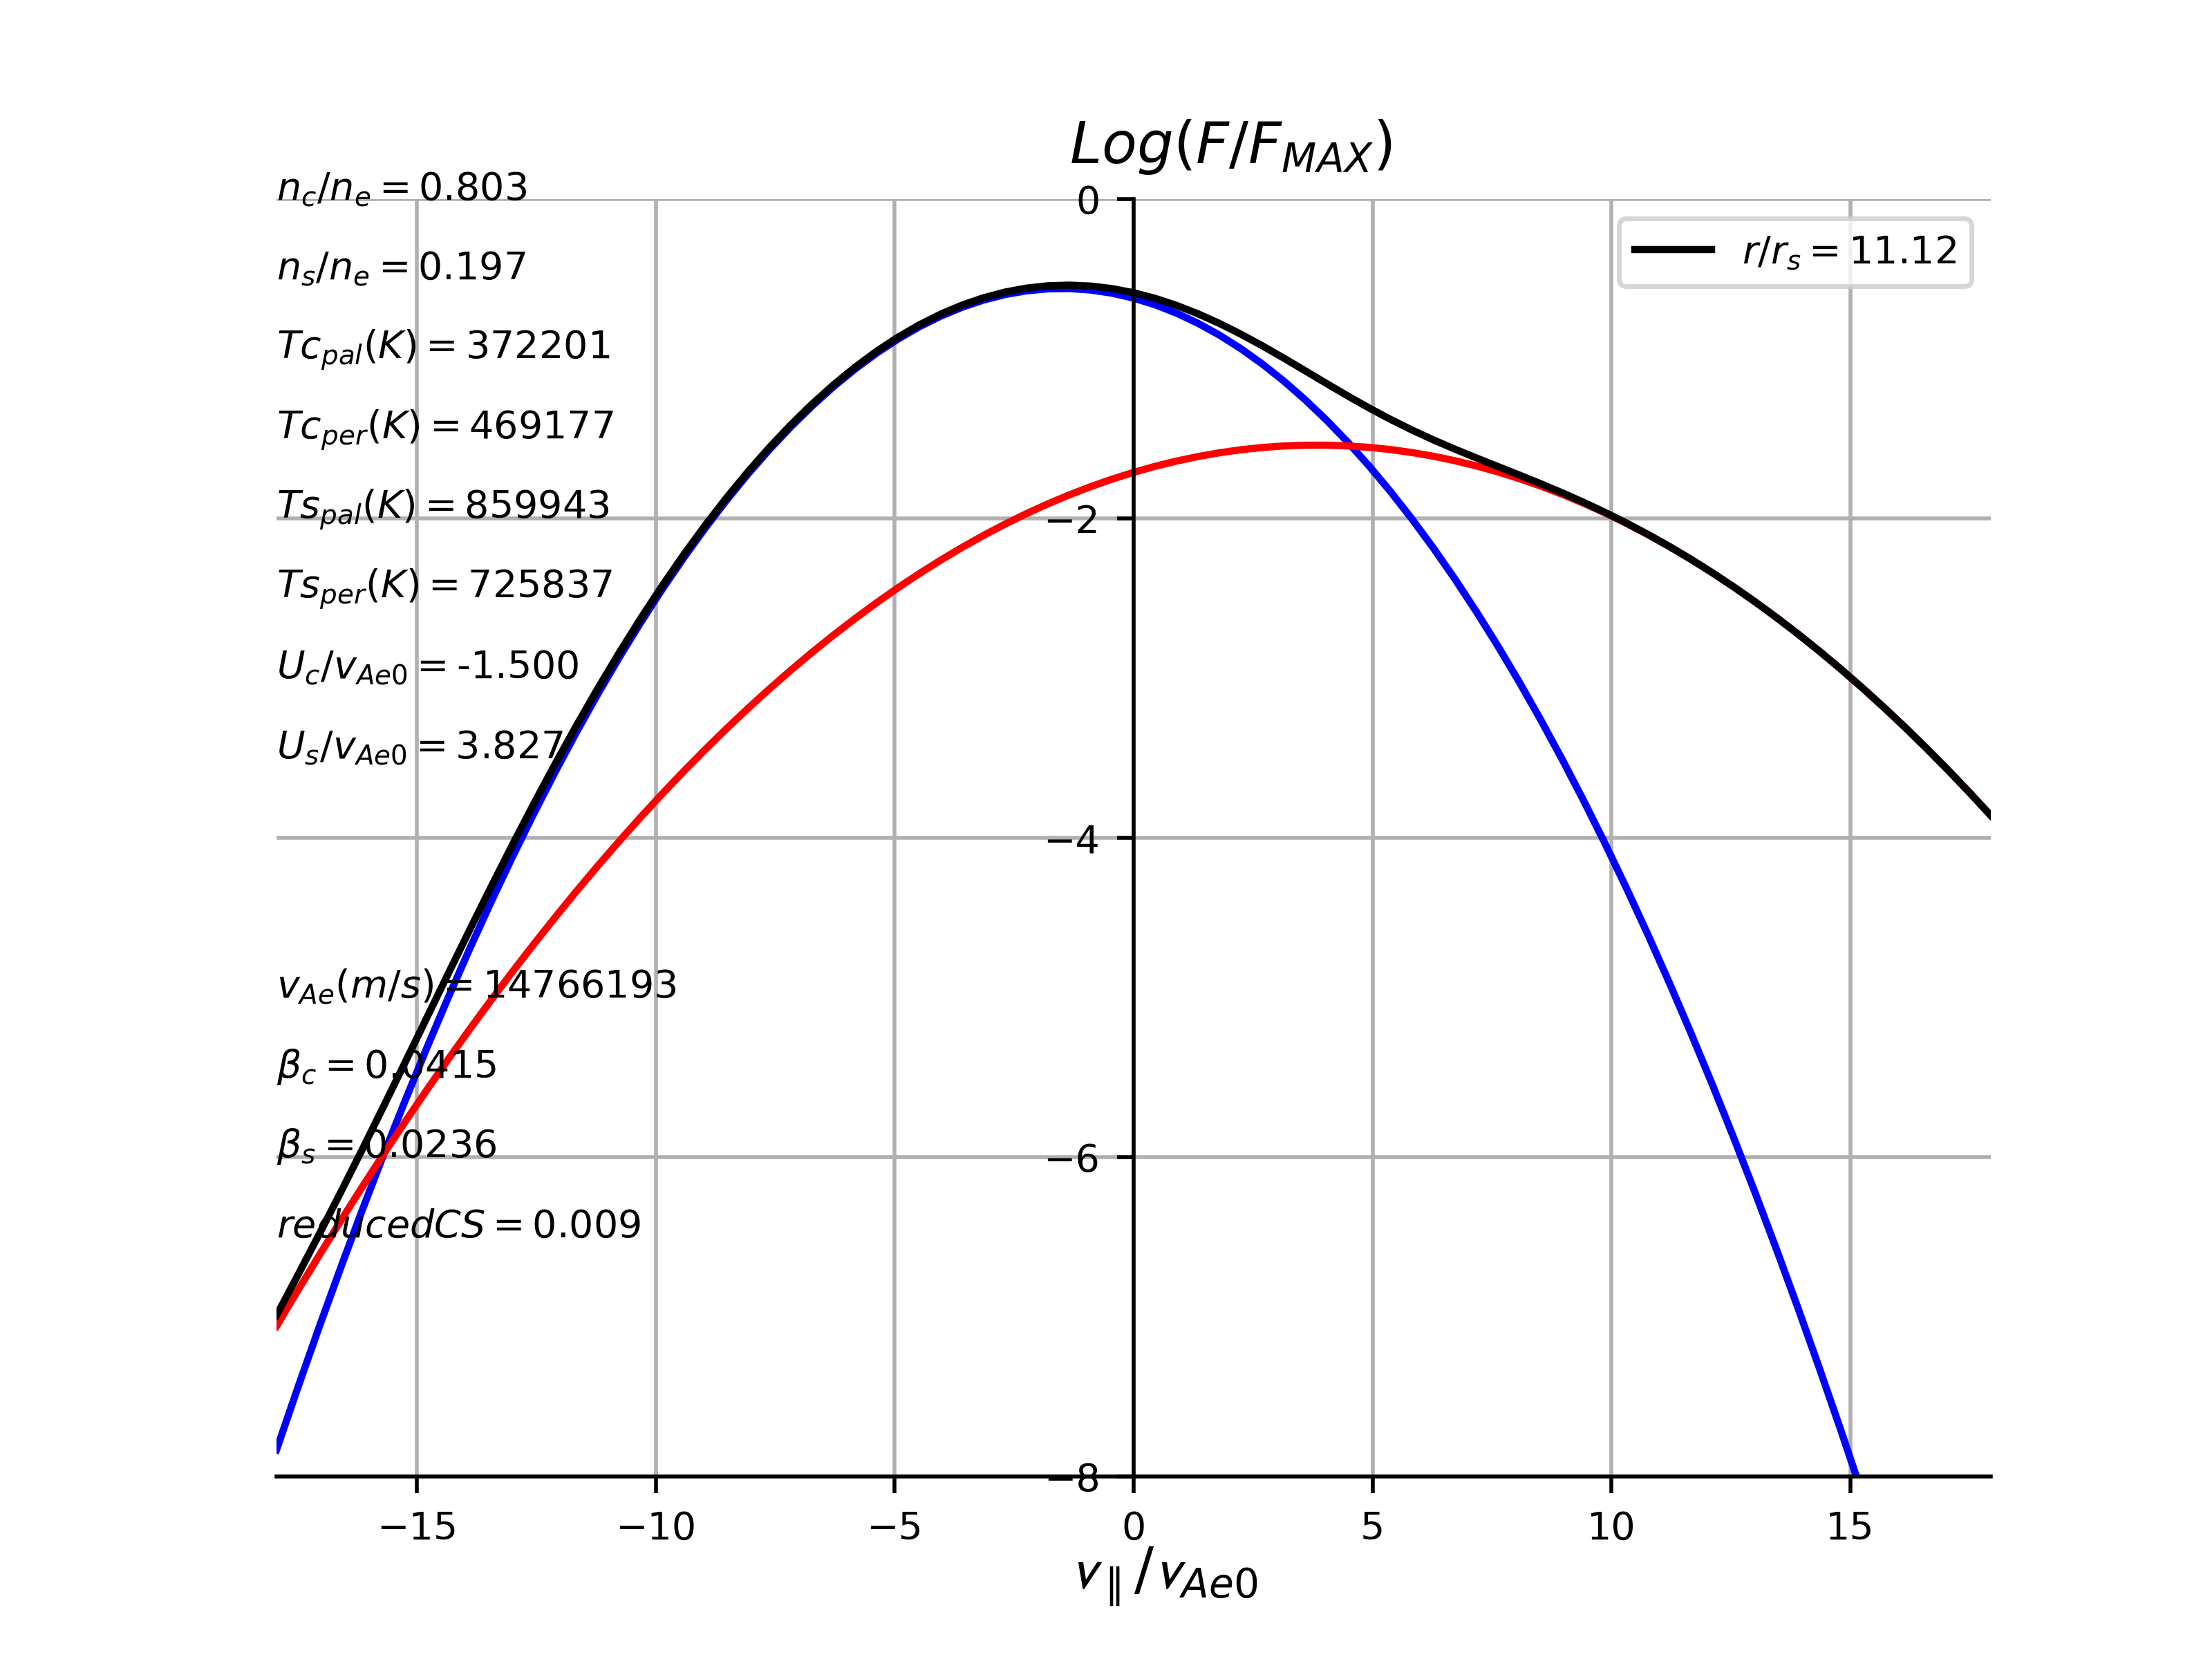 Log(F/F_MAX)
n_c/n_e = 0.803
n_s/n_e = 0.197
Tc_pal(K) = 372201
Tc_per(K) = 469177
Ts_pal(K) = 859943
Ts_per(K) = 725837
U_c/v_Ae0 = -1.500
U_s/v_Ae0 = 3.827
v_Ae(m/s) = 14766193
β_c = 0.0415
β_s = 0.0236
reducedCS = 0.009
r/r_s = 11.12
0
−2
−4
−6
−8
−15 −10 −5 0 5 10 15
v_∥/v_Ae0